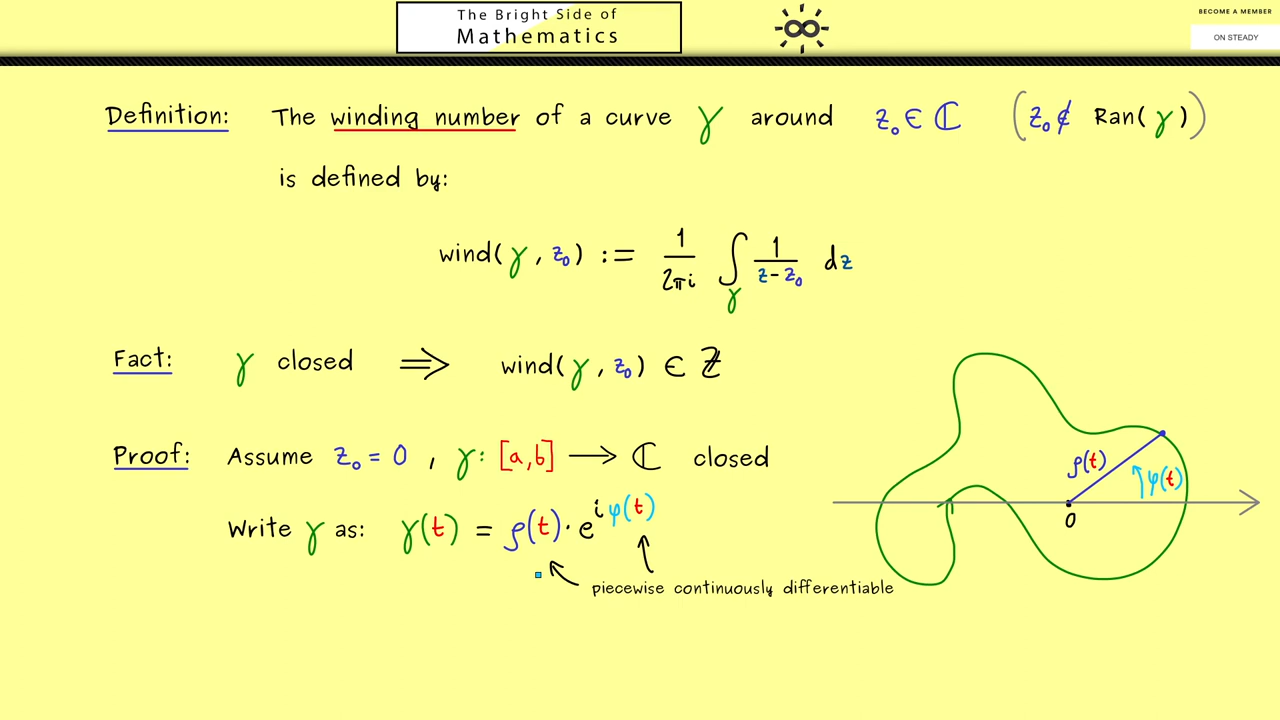 The Bright Side of
Mathematics
BECOME A MEMBER
ON STEADY
Definition: The winding number of a curve γ around z₀ ∈ ℂ (z₀ ∉ Ran(γ))
is defined by:
wind(γ, z₀) := 1/2πi ∫_γ 1/(z-z₀) dz
Fact: γ closed ⟹ wind(γ, z₀) ∈ ℤ
Proof: Assume z₀ = 0, γ: [a,b] ⟶ ℂ closed
Write γ as: γ(t) = ρ(t) · e^{iφ(t)}
piecewise continuously differentiable
ρ(t)
φ(t)
0